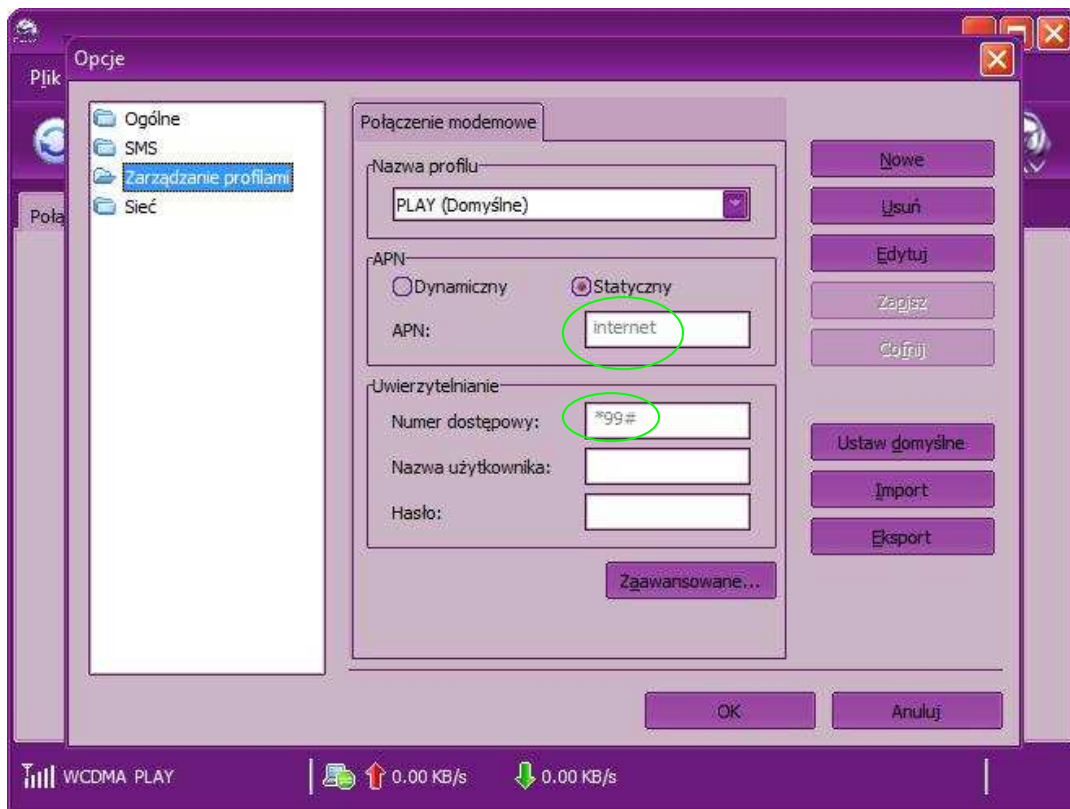 Opcje
Plik
Ogólne
SMS
Zarządzanie profilami
Sieć
Połączenie modemowe
Nazwa profilu
PLAY (Domyślne)
APN
Dynamiczny
Statyczny
APN:
internet
Uwierzytelnianie
Numer dostępowy:
*99#
Nazwa użytkownika:
Hasło:
Zaawansowane...
Nowe
Usuń
Edytuj
Zapisz
Cofnij
Ustaw domyślne
Import
Eksport
OK
Anuluj
WCDMA PLAY
0.00 KB/s
0.00 KB/s